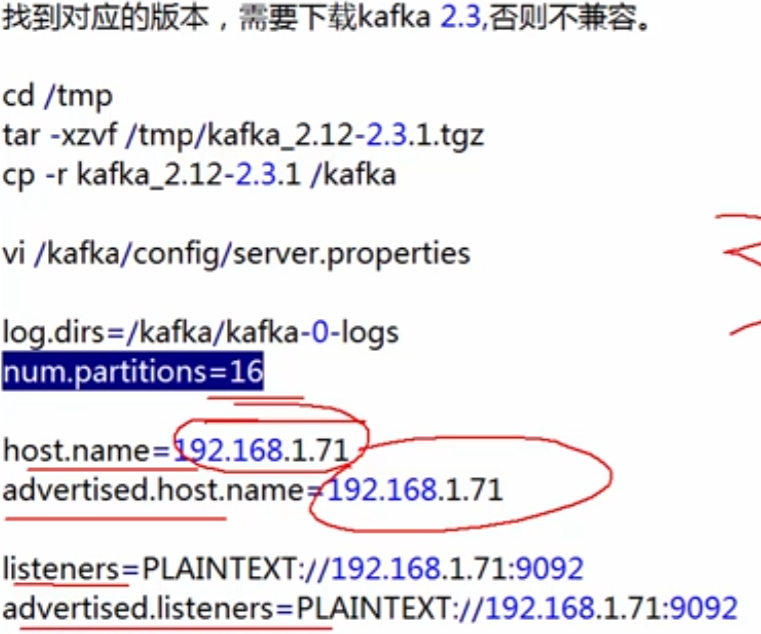 找到对应的版本，需要下载kafka 2.3,否则不兼容。
cd /tmp
tar -xzvf /tmp/kafka_2.12-2.3.1.tgz
cp -r kafka_2.12-2.3.1 /kafka
vi /kafka/config/server.properties
log.dirs=/kafka/kafka-0-logs
num.partitions=16
host.name=192.168.1.71
advertised.host.name=192.168.1.71
listeners=PLAINTEXT://192.168.1.71:9092
advertised.listeners=PLAINTEXT://192.168.1.71:9092